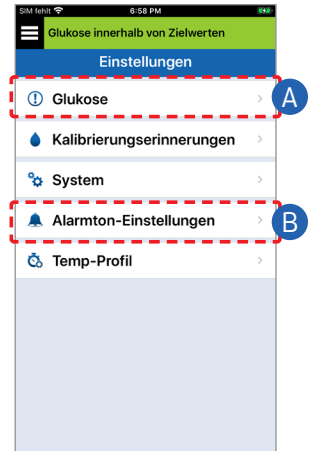 SIM fehlt 6:58 PM
Glukose innerhalb von Zielwerten
Einstellungen
Glukose
A
Kalibrierungserinnerungen
System
Alarmton-Einstellungen
B
Temp-Profil